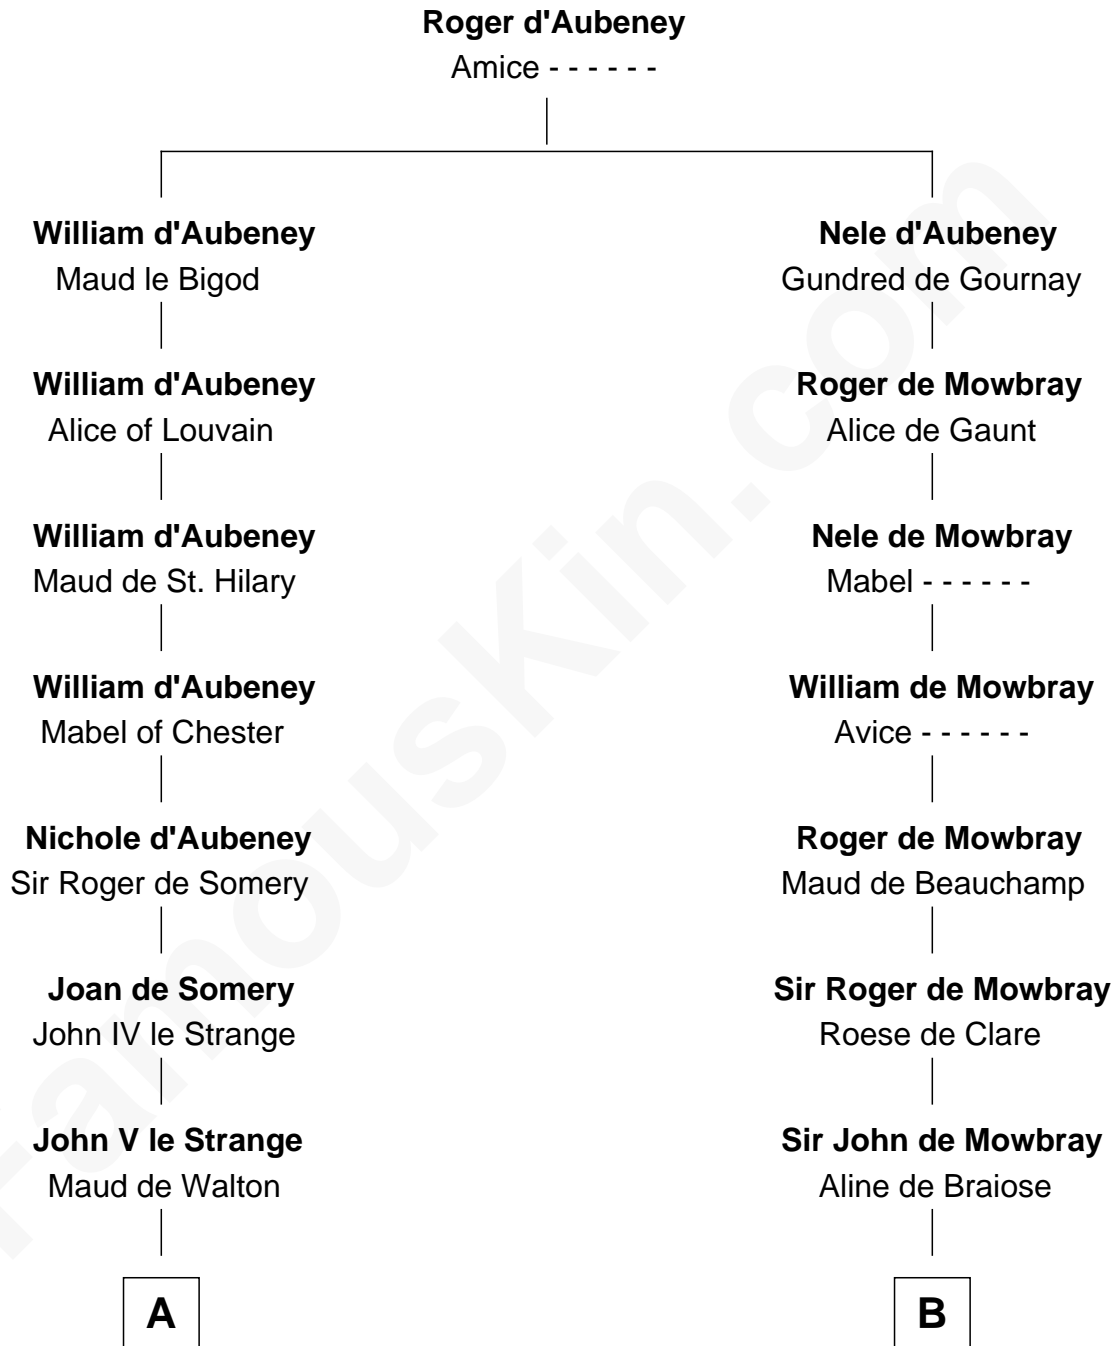 Roger d'Aubeney
Amice - - - - - -
William d'Aubeney
Maud le Bigod
William d'Aubeney
Alice of Louvain
William d'Aubeney
Maud de St. Hilary
William d'Aubeney
Mabel of Chester
Nichole d'Aubeney
Sir Roger de Somery
Joan de Somery
John IV le Strange
John V le Strange
Maud de Walton
A
Nele d'Aubeney
Gundred de Gournay
Roger de Mowbray
Alice de Gaunt
Nele de Mowbray
Mabel - - - - - -
William de Mowbray
Avice - - - - - -
Roger de Mowbray
Maud de Beauchamp
Sir Roger de Mowbray
Roese de Clare
Sir John de Mowbray
Aline de Braiose
B
FamousKin.com